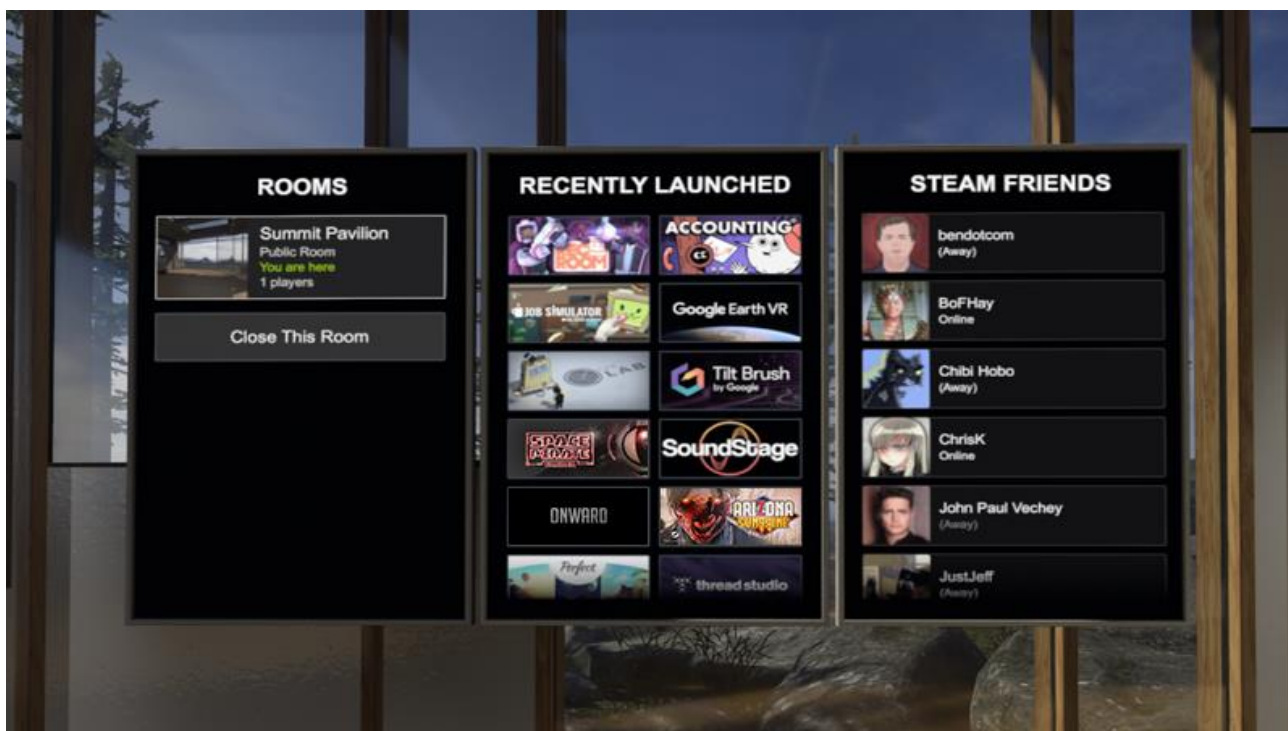 ROOMS
Summit Pavilion
Public Room
You are here
1 players
Close This Room
RECENTLY LAUNCHED
ROOM
ACCOUNTING
JOB SIMULATOR
Google Earth VR
LAB
Tilt Brush
by Google
SPACE
PIRATE
SoundStage
ONWARD
ARIZONA
SUNSHINE
Perfect
thread studio
STEAM FRIENDS
bendotcom
(Away)
BoFHay
Online
Chibi Hobo
(Away)
ChrisK
Online
John Paul Vechey
(Away)
JustJeff
(Away)